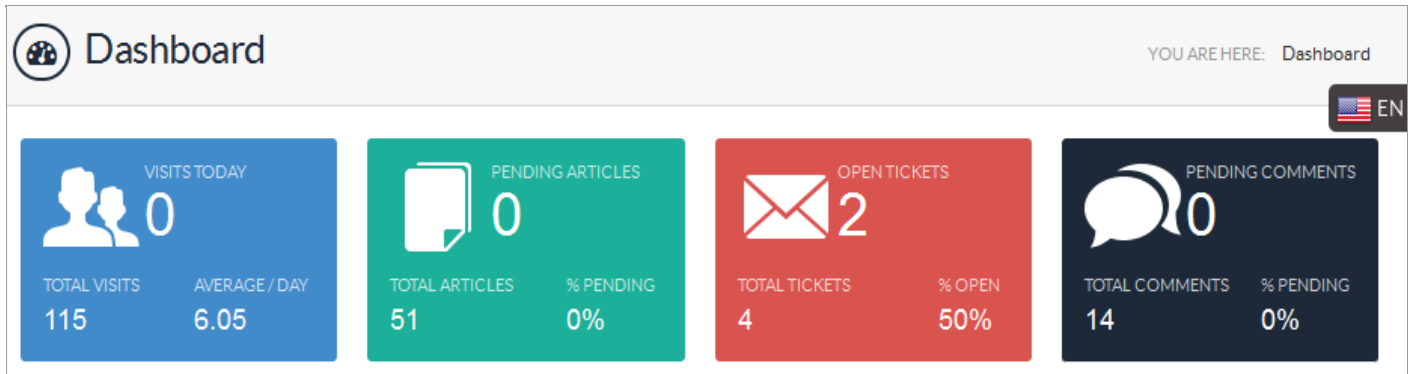 Dashboard
YOU ARE HERE: Dashboard
EN
VISITS TODAY
0
TOTAL VISITS AVERAGE / DAY
115 6.05
PENDING ARTICLES
0
TOTAL ARTICLES % PENDING
51 0%
OPEN TICKETS
2
TOTAL TICKETS % OPEN
4 50%
PENDING COMMENTS
0
TOTAL COMMENTS % PENDING
14 0%